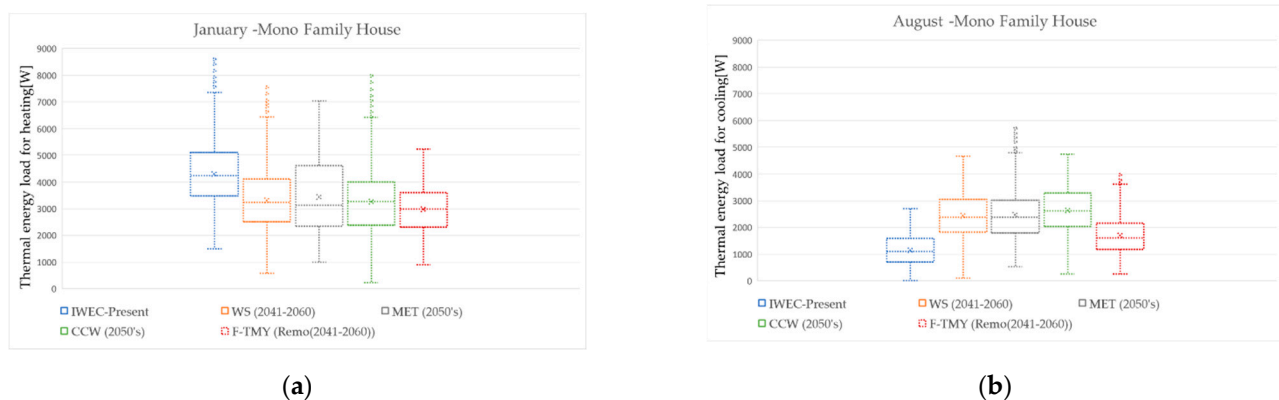 January -Mono Family House
Thermal energy load for heating[W]
9000
8000
7000
6000
5000
4000
3000
2000
1000
0
IWEC-Present
WS (2041-2060)
MET (2050's)
CCW (2050's)
F-TMY (Remo(2041-2060))
(a)
August -Mono Family House
Thermal energy load for cooling[W]
9000
8000
7000
6000
5000
4000
3000
2000
1000
0
IWEC-Present
WS (2041-2060)
MET (2050's)
CCW (2050's)
F-TMY (Remo(2041-2060))
(b)